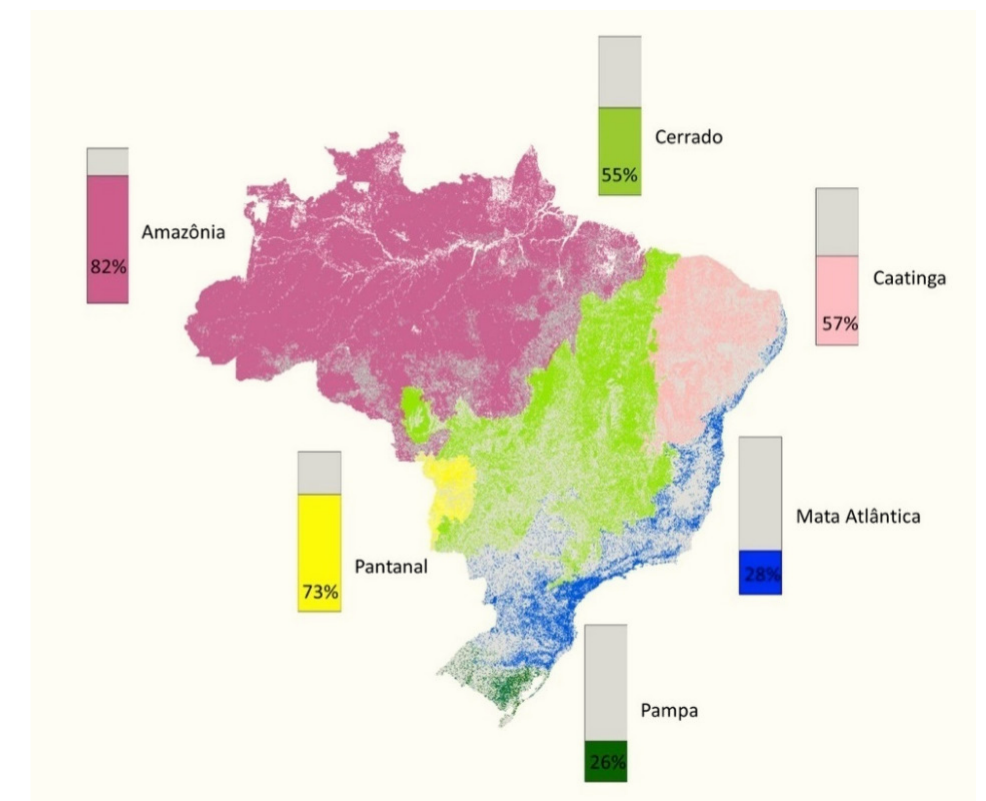 Cerrado
55%
Amazônia
82%
Caatinga
57%
Mata Atlântica
28%
Pantanal
73%
Pampa
26%